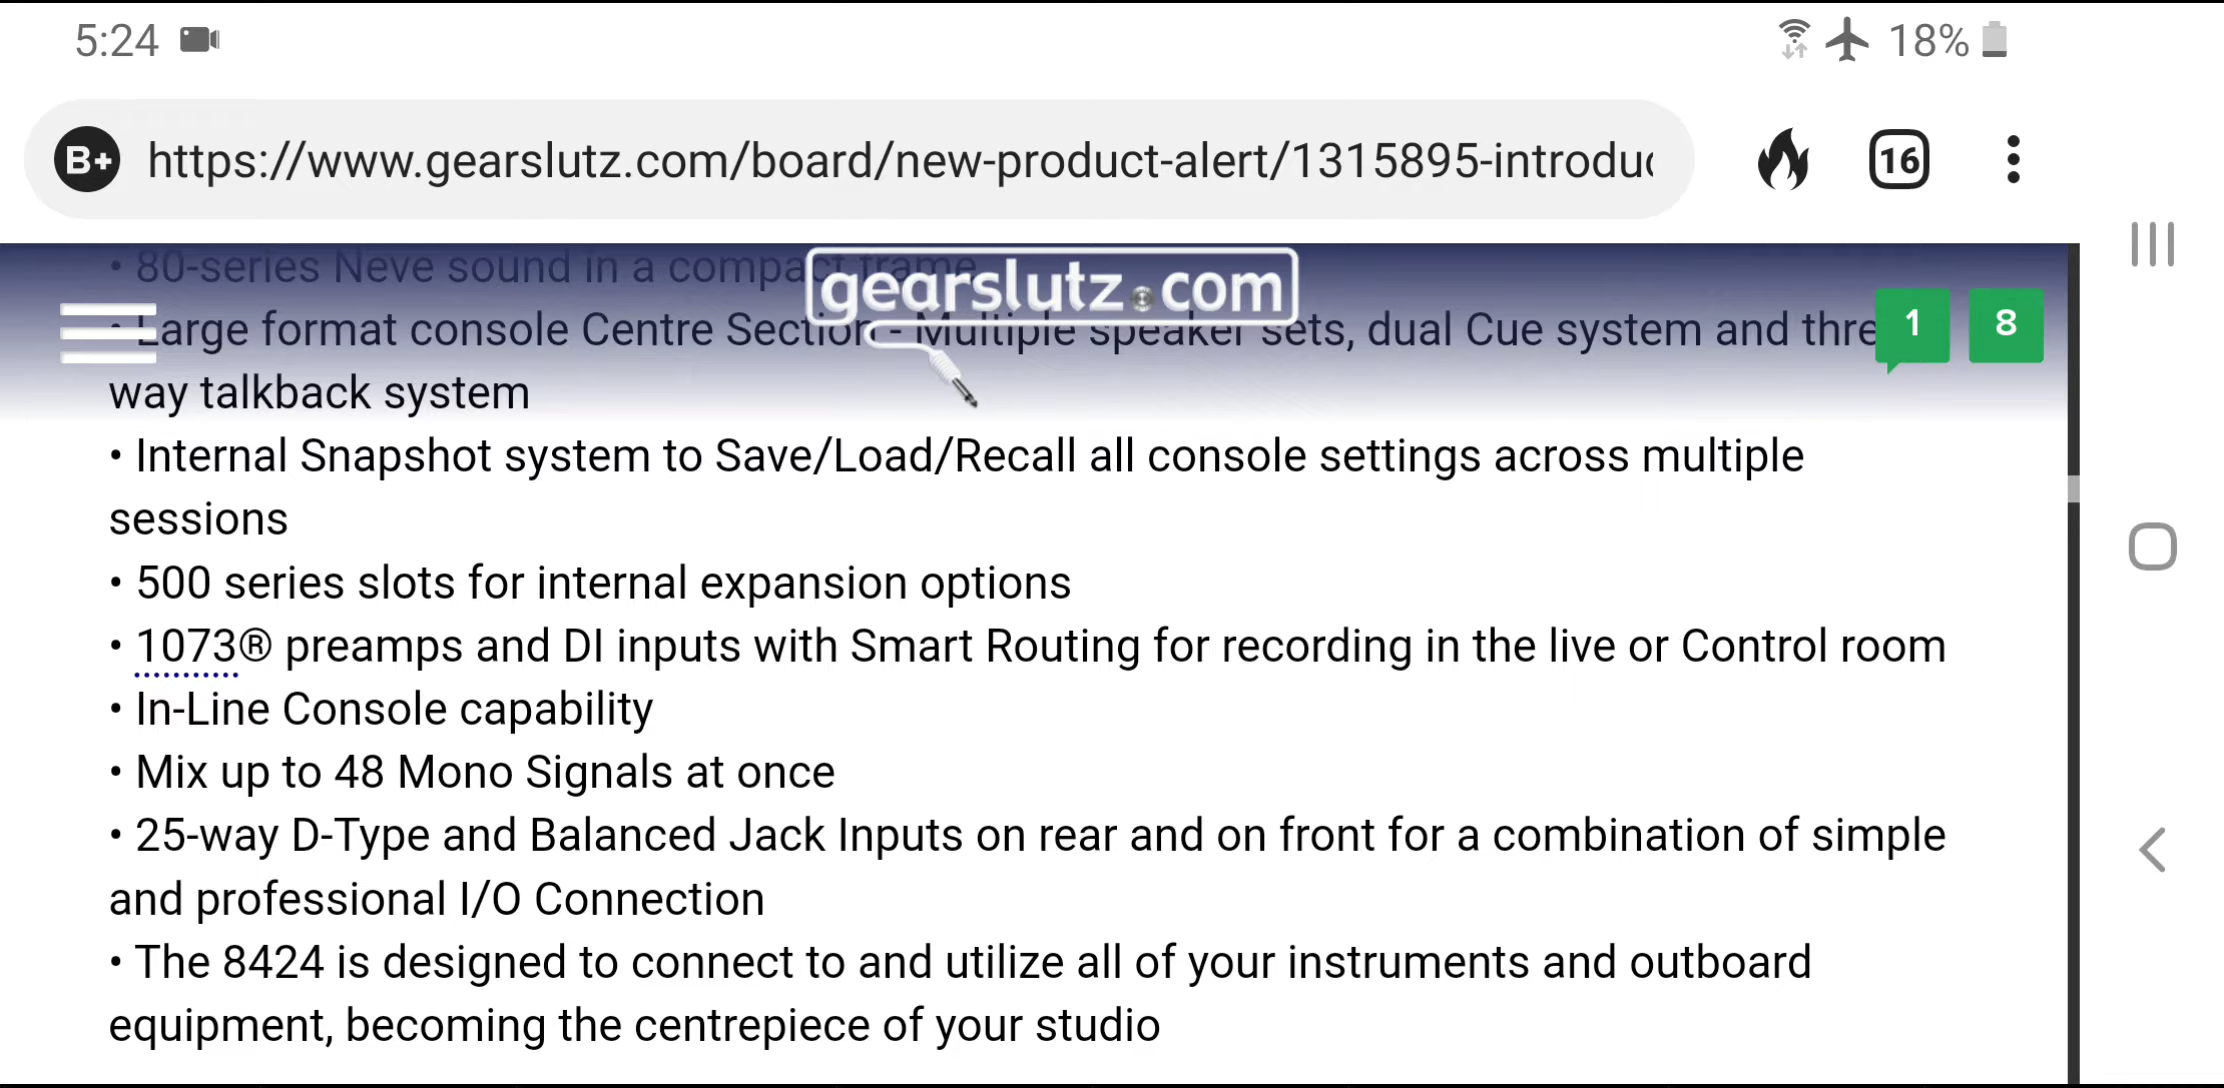 5:24
18%
B+ https://www.gearslutz.com/board/new-product-alert/1315895-introduc
16
• 80-series Neve sound in a compact frame
gearslutz.com
• Large format console Centre Section - Multiple speaker sets, dual Cue system and thre
1 8
way talkback system
• Internal Snapshot system to Save/Load/Recall all console settings across multiple
sessions
• 500 series slots for internal expansion options
• 1073® preamps and DI inputs with Smart Routing for recording in the live or Control room
• In-Line Console capability
• Mix up to 48 Mono Signals at once
• 25-way D-Type and Balanced Jack Inputs on rear and on front for a combination of simple
and professional I/O Connection
• The 8424 is designed to connect to and utilize all of your instruments and outboard
equipment, becoming the centrepiece of your studio